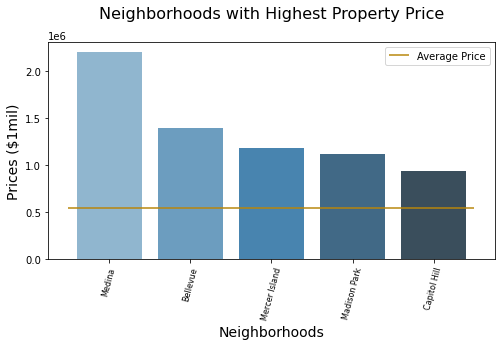 Neighborhoods with Highest Property Price
1e6
Average Price
2.0
1.5
1.0
0.5
0.0
Prices ($1mil)
Medina
Bellevue
Mercer Island
Madison Park
Capitol Hill
Neighborhoods